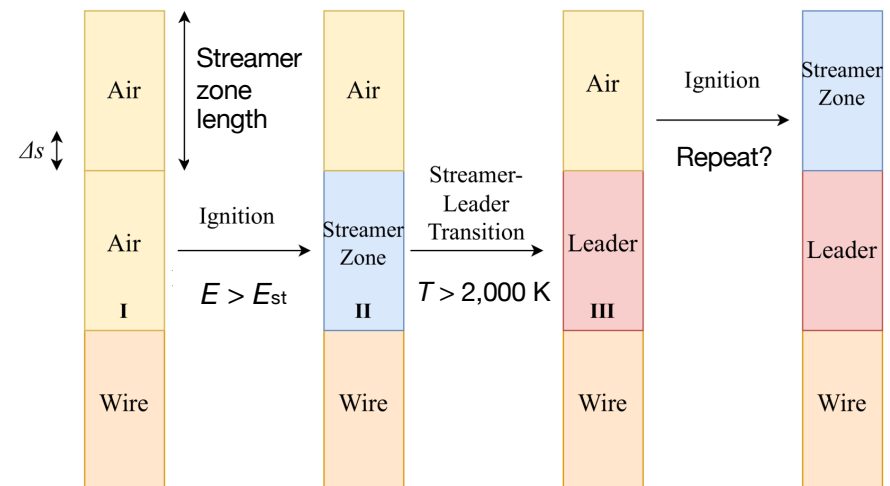 Air
Streamer
zone
length
Δs
Air
I
Wire
Ignition
E > Est
Air
Streamer
Zone
II
Wire
Streamer-
Leader
Transition
T > 2,000 K
Air
Leader
III
Wire
Ignition
Repeat?
Streamer
Zone
Leader
Wire